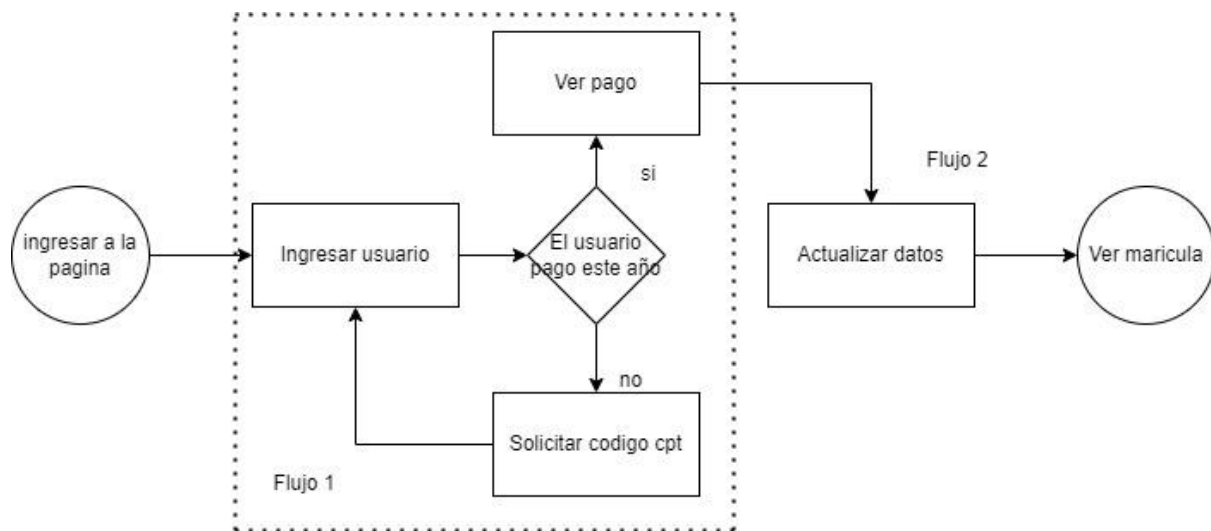 ingresar a la
pagina
Ingresar usuario
El usuario
pago este año
si
Ver pago
no
Solicitar codigo cpt
Flujo 1
Flujo 2
Actualizar datos
Ver maricula